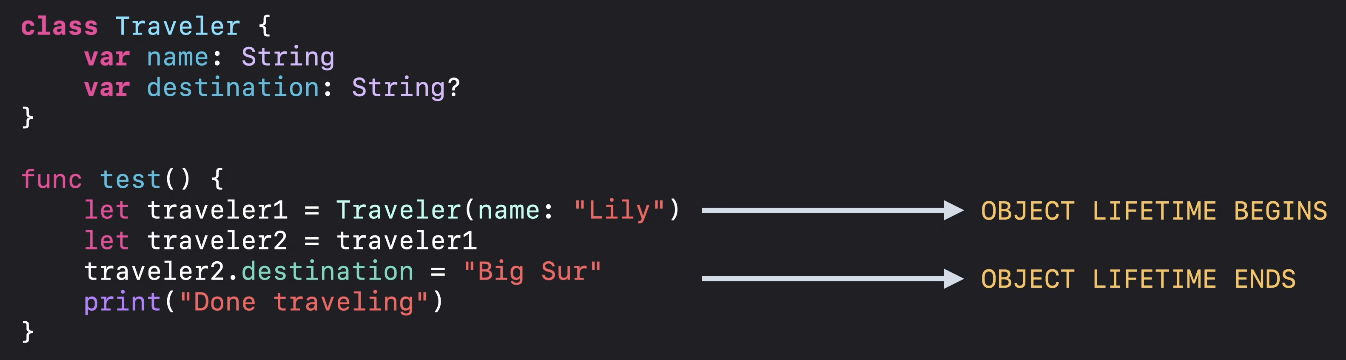 class Traveler {
    var name: String
    var destination: String?
}
func test() {
    let traveler1 = Traveler(name: "Lily") OBJECT LIFETIME BEGINS
    let traveler2 = traveler1
    traveler2.destination = "Big Sur" OBJECT LIFETIME ENDS
    print("Done traveling")
}